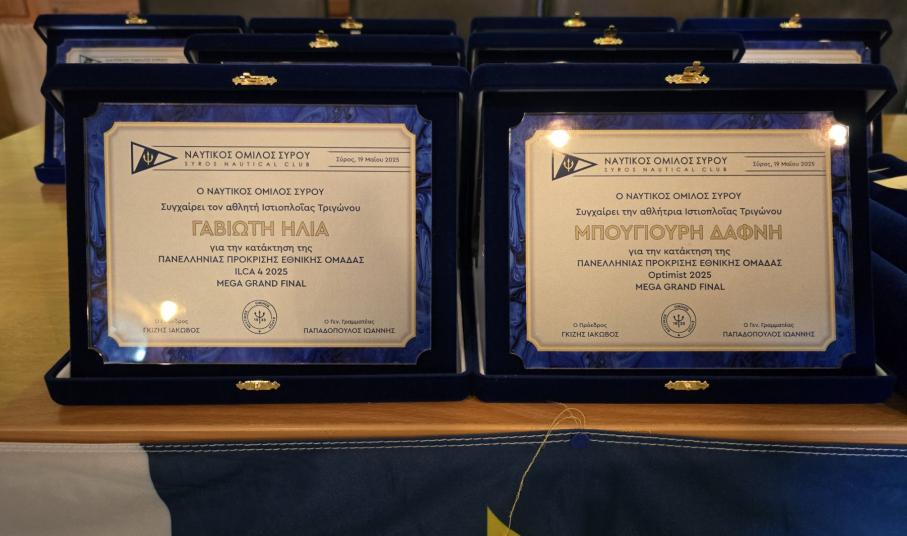 ΝΑΥΤΙΚΟΣ ΟΜΙΛΟΣ ΣΥΡΟΥ
SYROS NAUTICAL CLUB
Σύρος, 19 Μαΐου 2025
Ο ΝΑΥΤΙΚΟΣ ΟΜΙΛΟΣ ΣΥΡΟΥ
Συγχαίρει τον αθλητή Ιστιοπλοΐας Τριγώνου
ΓΑΒΙΩΤΗ ΗΛΙΑ
για την κατάκτηση της
ΠΑΝΕΛΛΗΝΙΑΣ ΠΡΟΚΡΙΣΗΣ ΕΘΝΙΚΗΣ ΟΜΑΔΑΣ
ILCA 4 2025
MEGA GRAND FINAL
Ο Γεν. Γραμματέας
ΓΚΙΖΗΣ ΙΑΚΩΒΟΣ
ΠΑΠΑΔΟΠΟΥΛΟΣ ΙΩΑΝΝΗΣ
ΝΑΥΤΙΚΟΣ ΟΜΙΛΟΣ ΣΥΡΟΥ
SYROS NAUTICAL CLUB
Σύρος, 19 Μαΐου 2025
Ο ΝΑΥΤΙΚΟΣ ΟΜΙΛΟΣ ΣΥΡΟΥ
Συγχαίρει την αθλήτρια Ιστιοπλοΐας Τριγώνου
ΜΠΟΥΓΙΟΥΡΗ ΔΑΦΝΗ
για την κατάκτηση της
ΠΑΝΕΛΛΗΝΙΑΣ ΠΡΟΚΡΙΣΗΣ ΕΘΝΙΚΗΣ ΟΜΑΔΑΣ
Optimist 2025
MEGA GRAND FINAL
Ο Πρόεδρος
Ο Γεν. Γραμματέας
ΓΚΙΖΗΣ ΙΑΚΩΒΟΣ
ΠΑΠΑΔΟΠΟΥΛΟΣ ΙΩΑΝΝΗΣ